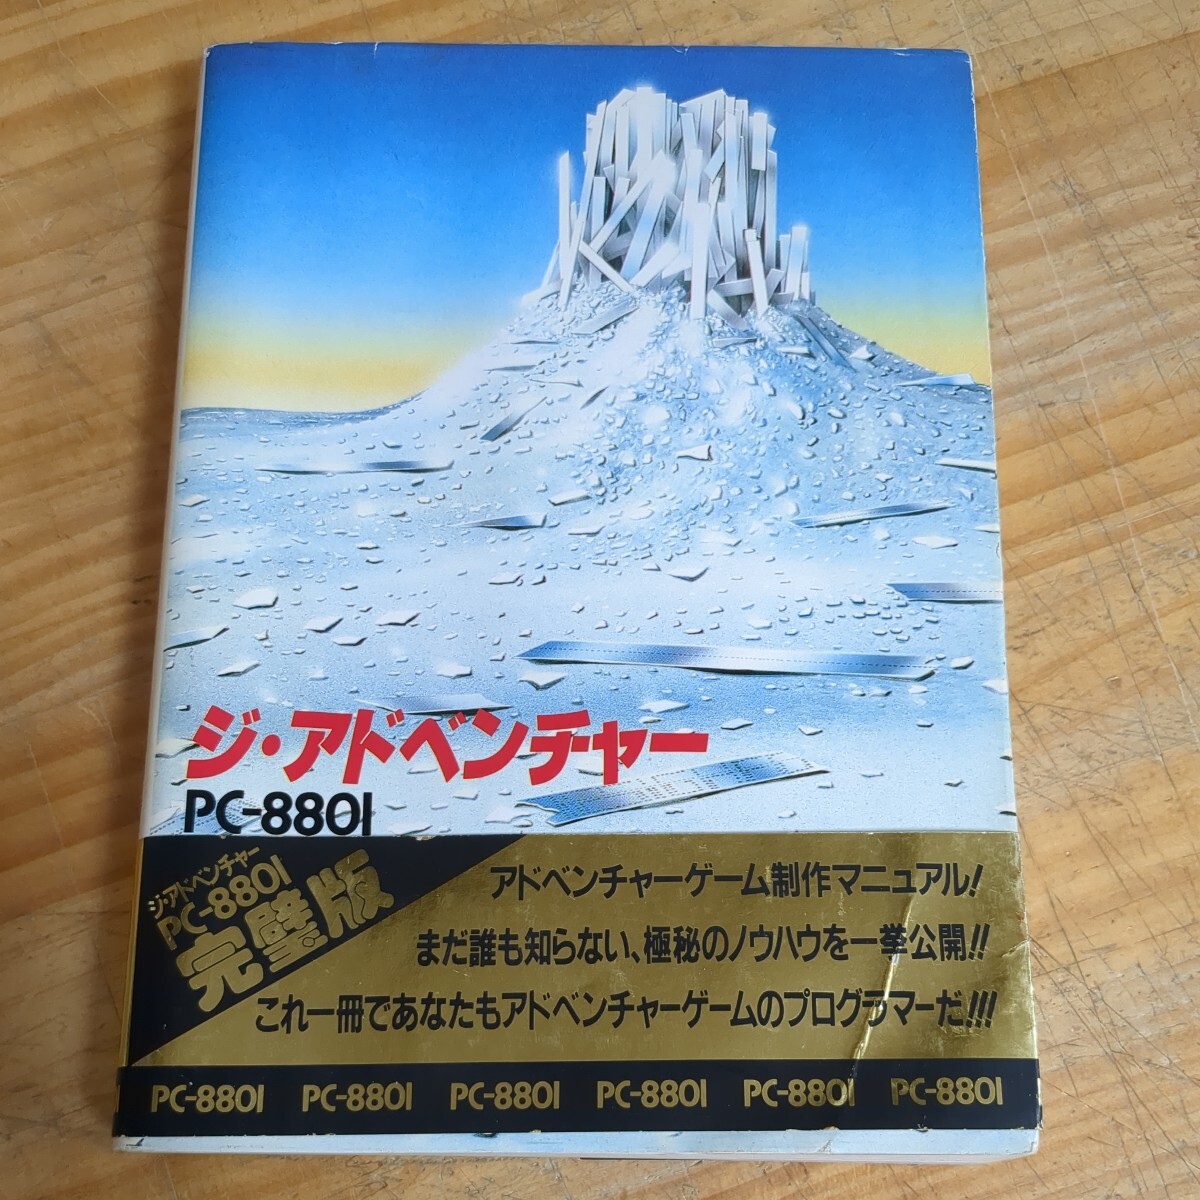 ジ・アドベンチャー
PC-8801
ジ・アドベンチャー
PC-8801
完璧版
アドベンチャーゲーム制作マニュアル!
まだ誰も知らない、極秘のノウハウを一挙公開!!
これ一冊であなたもアドベンチャーゲームのプログラマーだ!!!
PC-8801 PC-8801 PC-8801 PC-8801 PC-8801 PC-8801